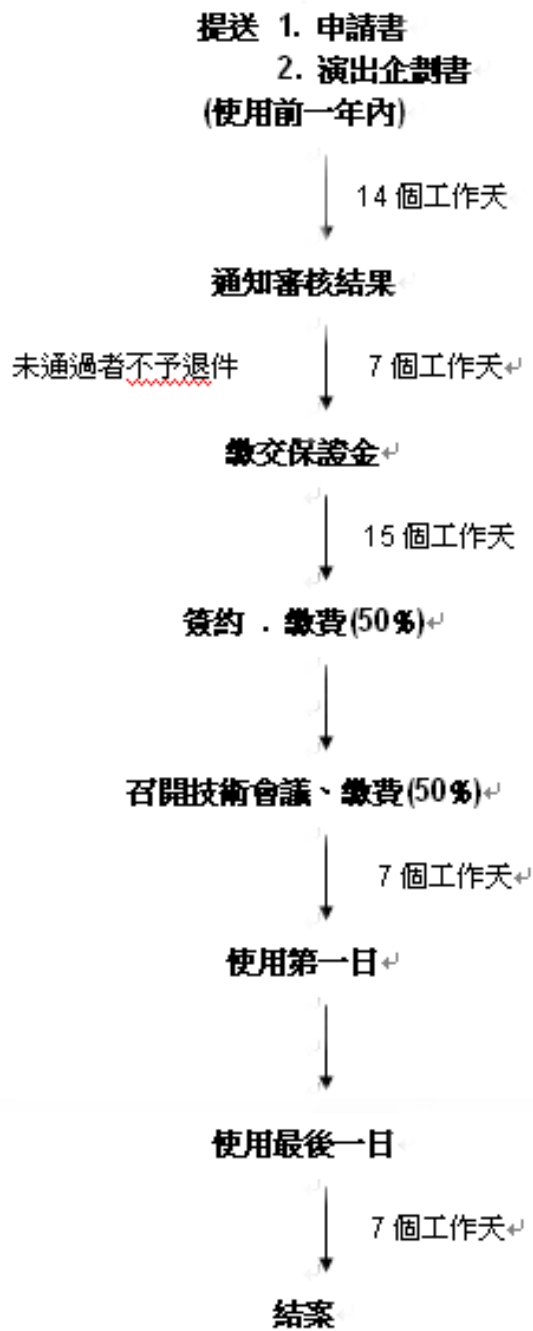 提送 1. 申請書
2. 演出企劃書
(使用前一年內)
14 個工作天
通知審核結果
未通過者不予退件
7 個工作天
繳交保證金
15 個工作天
簽約 . 繳費(50%)
召開技術會議、繳費(50%)
7 個工作天
使用第一日
使用最後一日
7 個工作天
結案